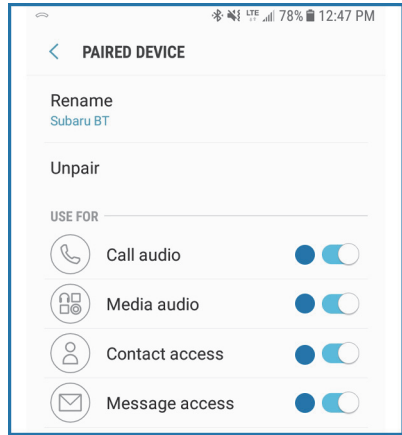 LTE 78% 12:47 PM
PAIRED DEVICE
Rename
Subaru BT
Unpair
USE FOR
Call audio
Media audio
Contact access
Message access